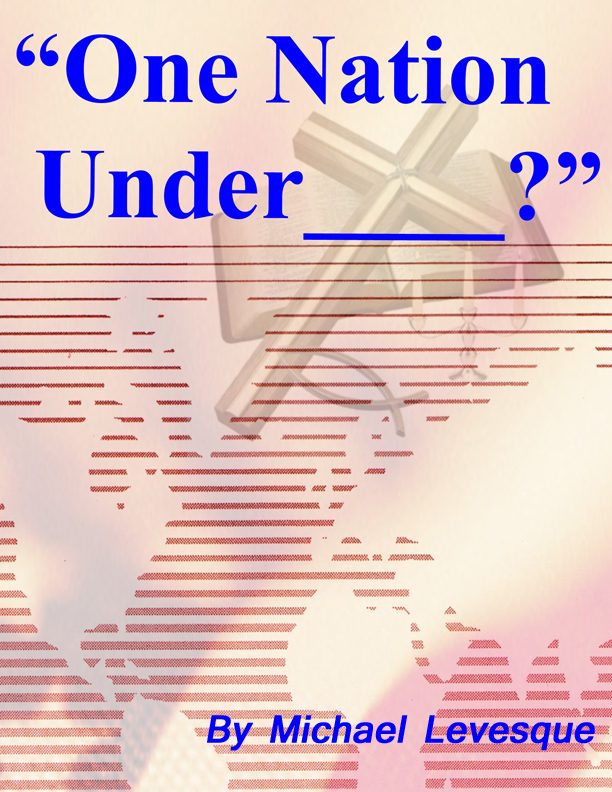 “One Nation
Under_____?”
By Michael Levesque